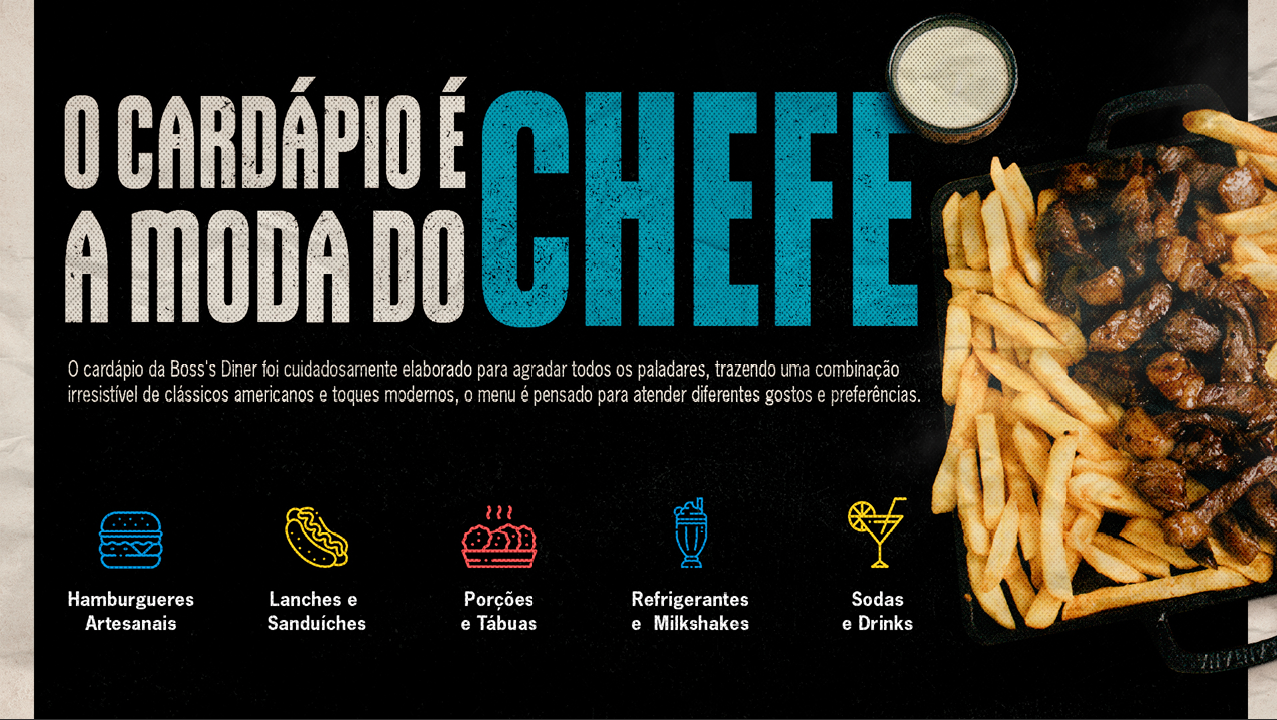 O CARDÁPIO É
A MODA DO CHEFE
O cardápio da Boss's Diner foi cuidadosamente elaborado para agradar todos os paladares, trazendo uma combinação
irresistível de clássicos americanos e toques modernos, o menu é pensado para atender diferentes gostos e preferências.
Hamburgueres
Artesanais
Lanches e
Sanduíches
Porções
e Tábuas
Refrigerantes
e Milkshakes
Sodas
e Drinks